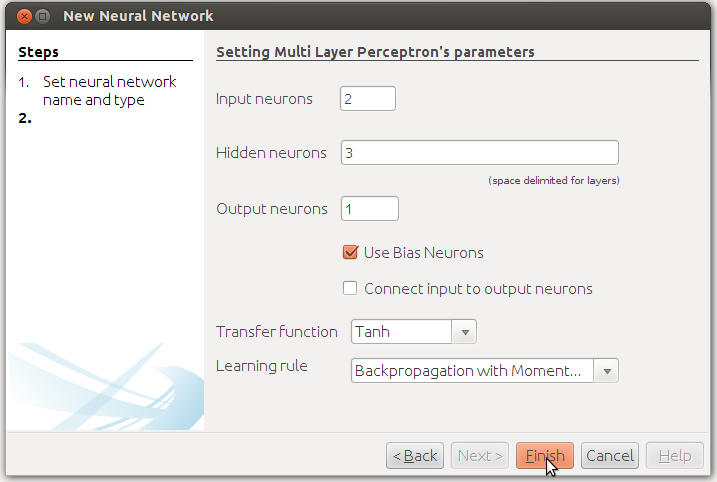 New Neural Network
Steps
1. Set neural network
name and type
2.
Setting Multi Layer Perceptron's parameters
Input neurons 2
Hidden neurons 3
(space delimited for layers)
Output neurons 1
Use Bias Neurons
Connect input to output neurons
Transfer function Tanh
Learning rule Backpropagation with Moment...
< Back Next > Finish Cancel Help